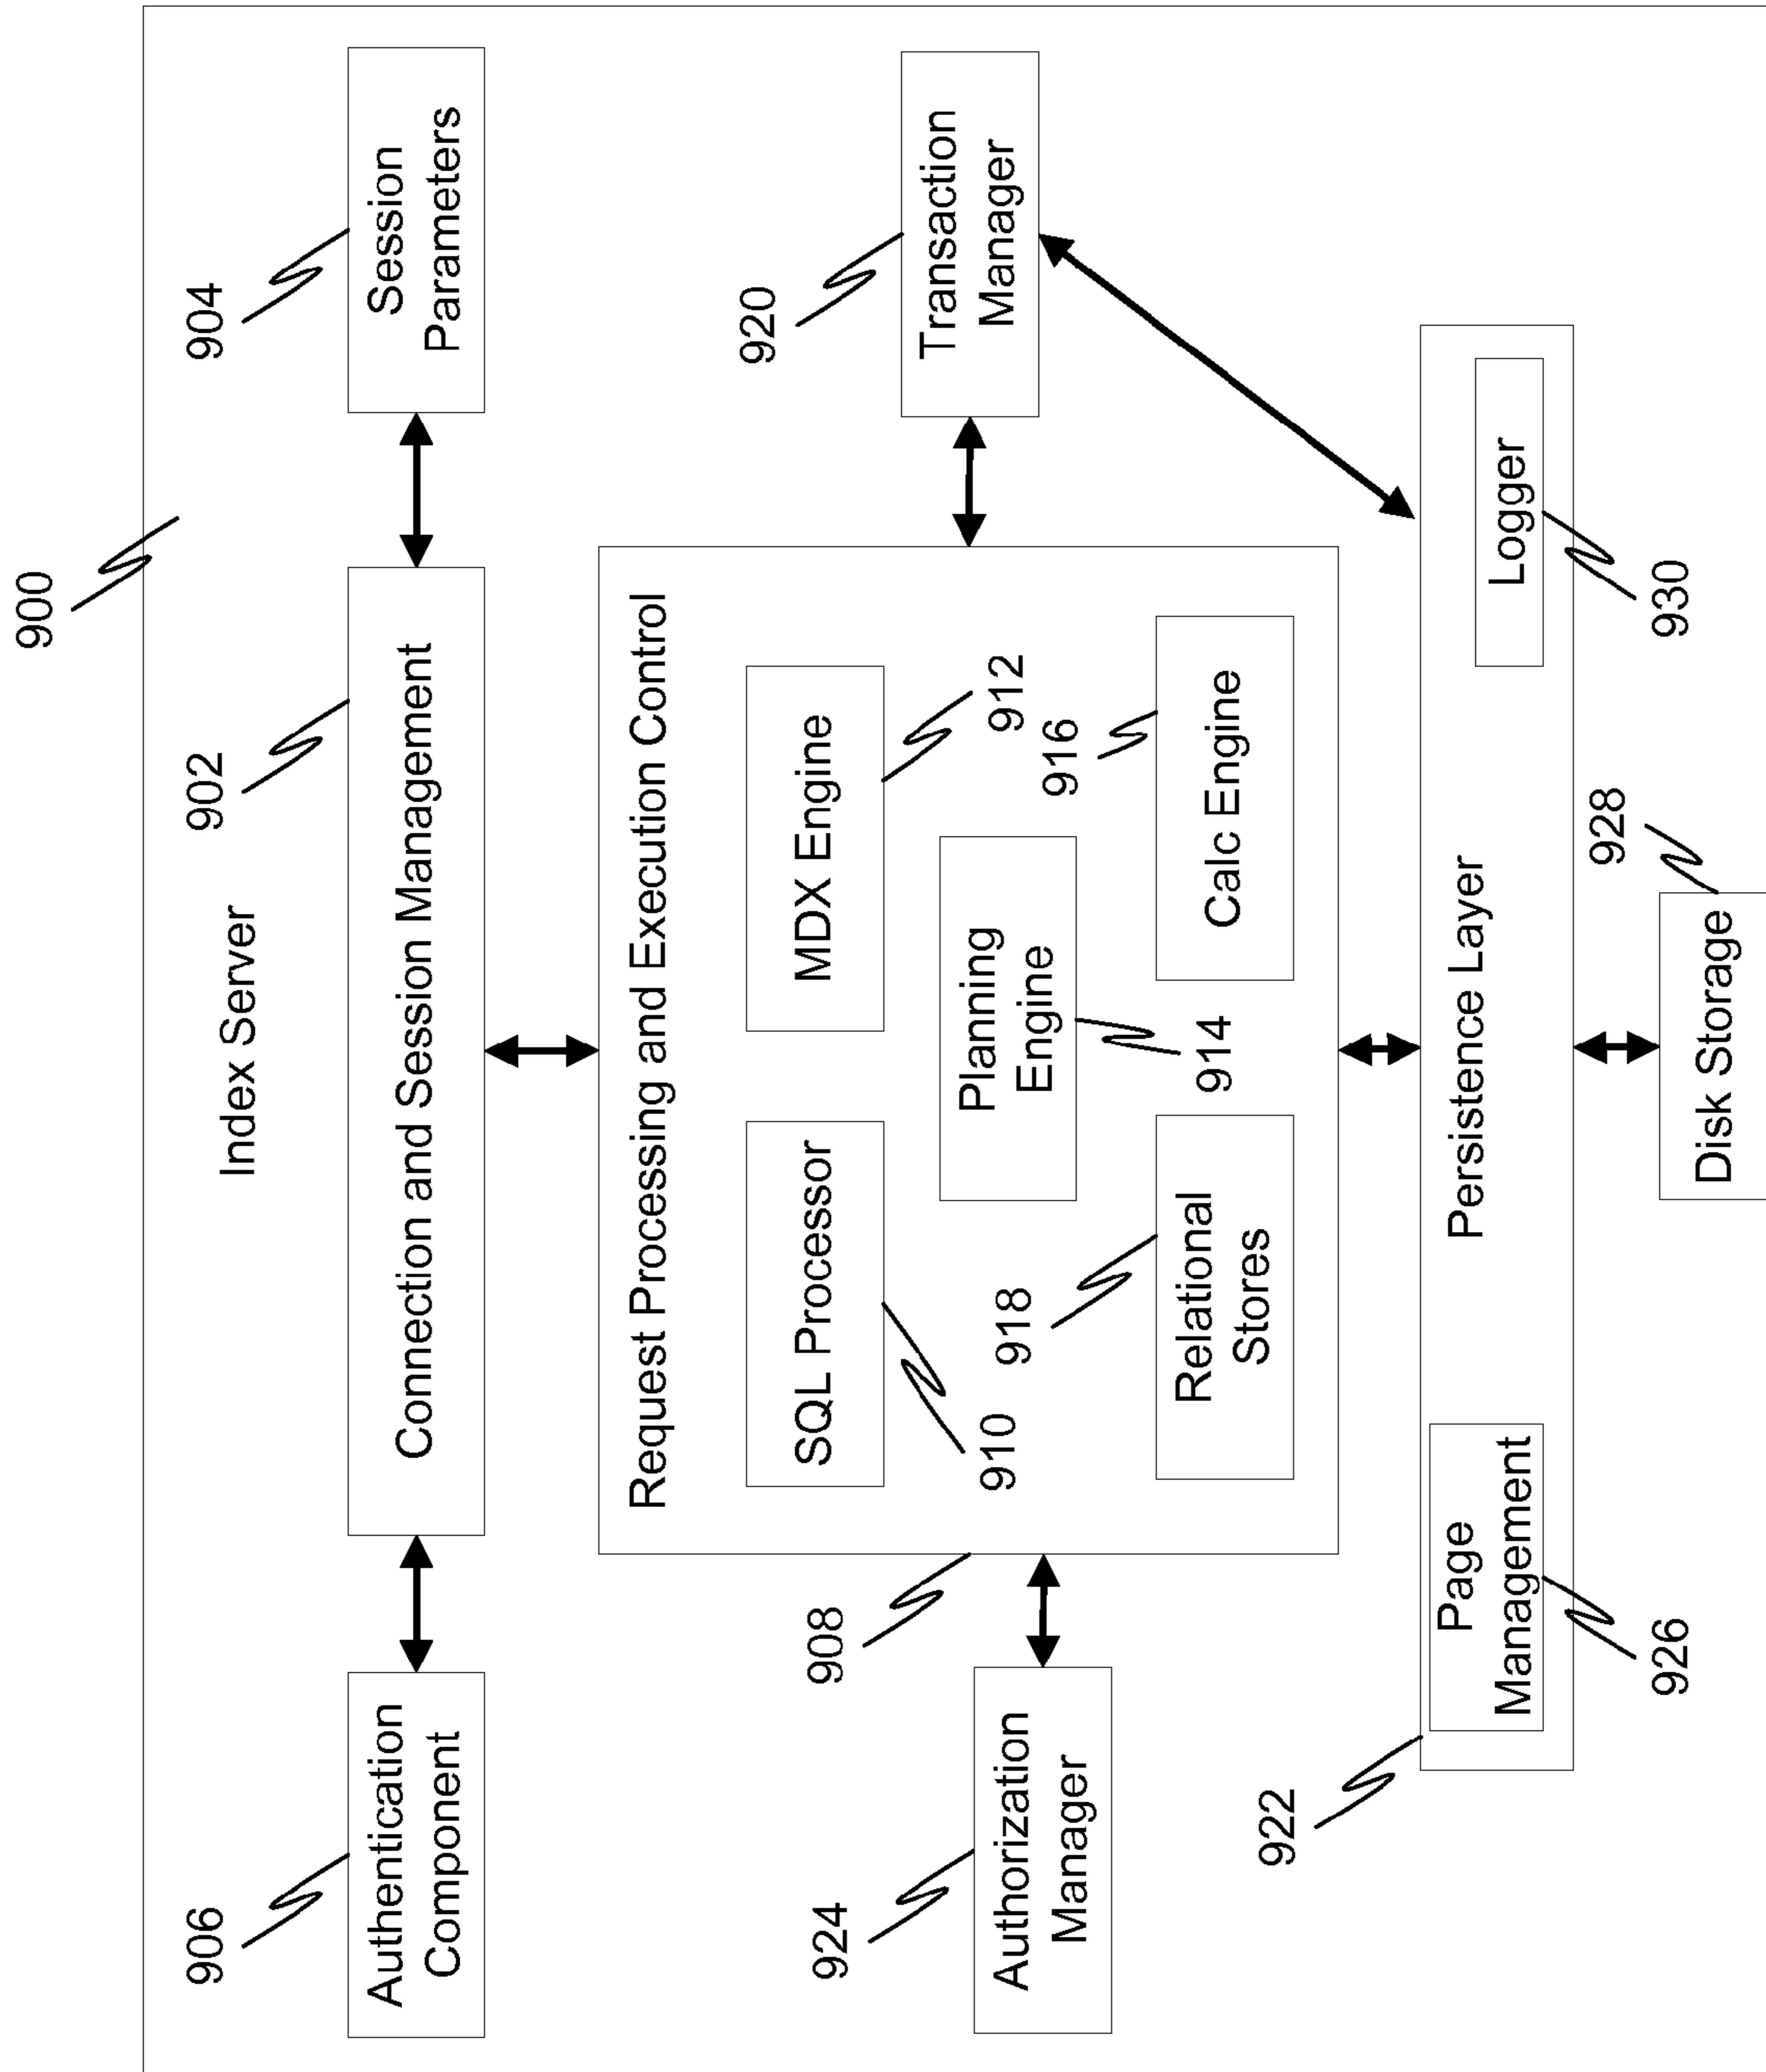 900
Index Server
906
902
904
Authentication
Component
Connection and Session Management
Session
Parameters
Request Processing and Execution Control
908
924
Authorization
Manager
920
Transaction
Manager
SQL Processor
MDX Engine
910
912
Planning
Engine
914
918
916
Relational
Stores
Calc Engine
922
Persistence Layer
Page
Management
Logger
926
928
930
Disk Storage